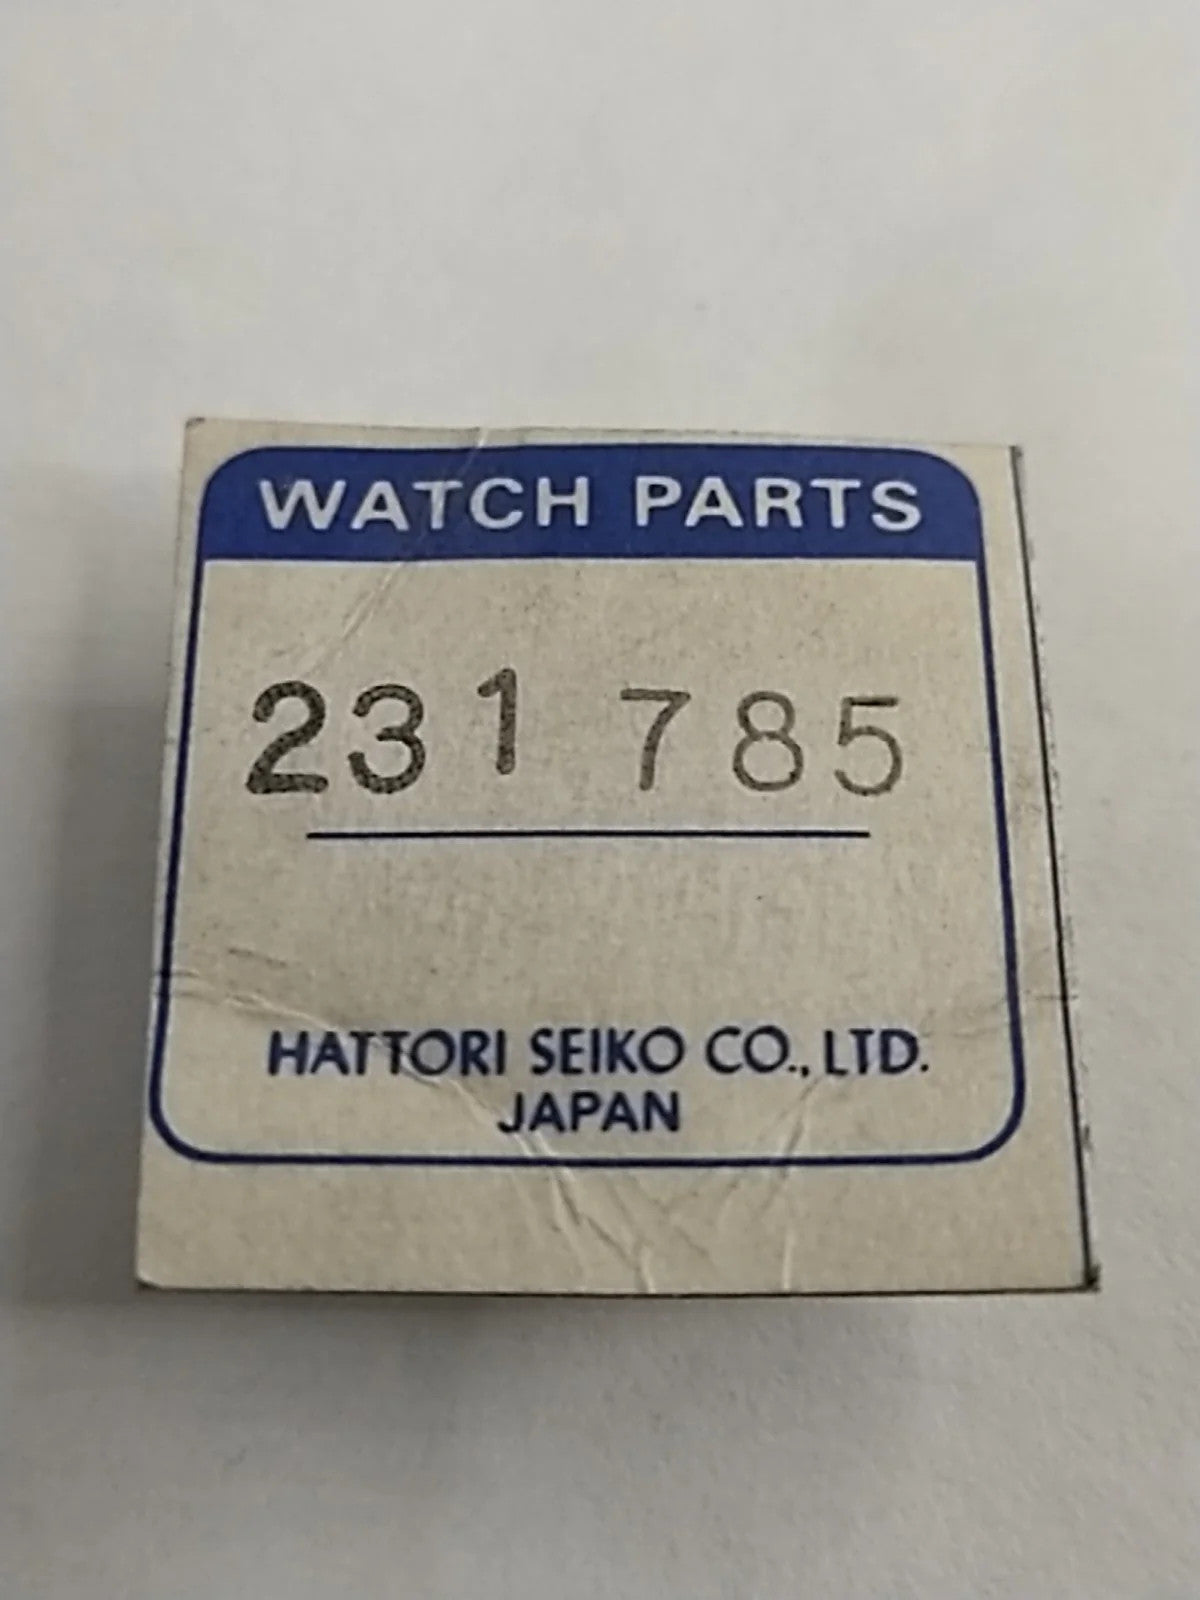 WATCH PARTS
231 785
HATTORI SEIKO CO., LTD.
JAPAN